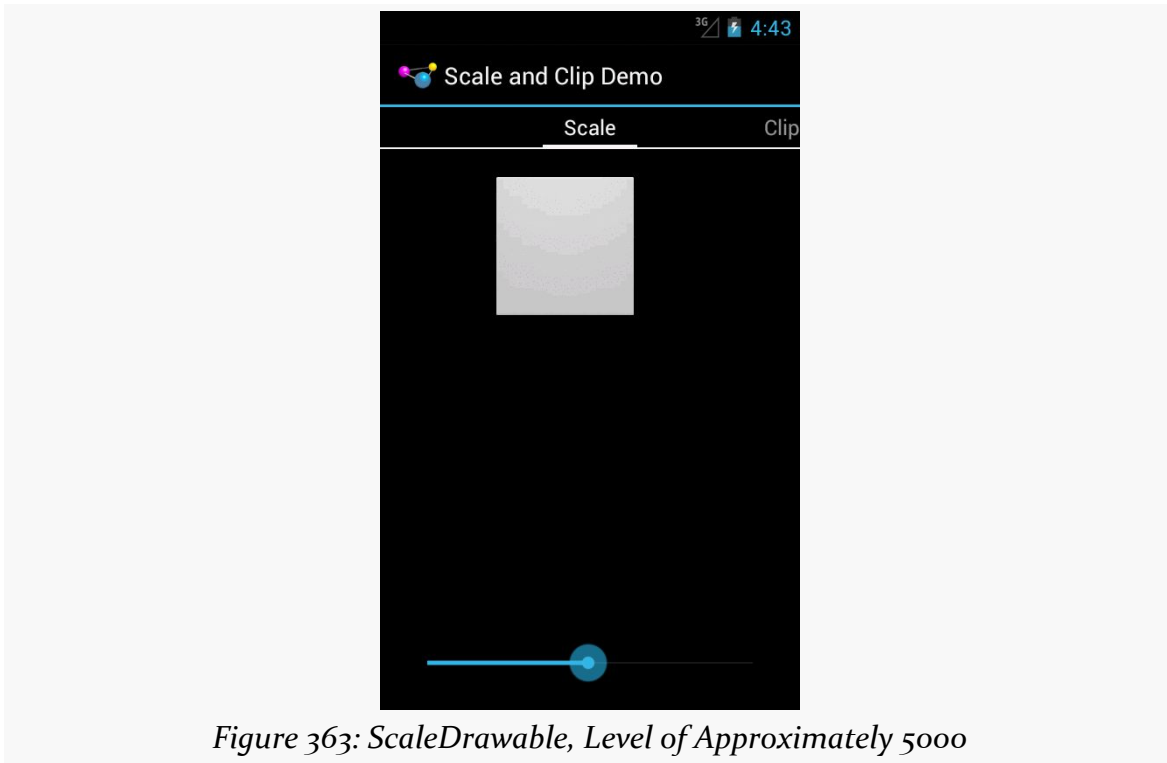 3G 4:43
Scale and Clip Demo
Scale Clip
Figure 363: ScaleDrawable, Level of Approximately 5000